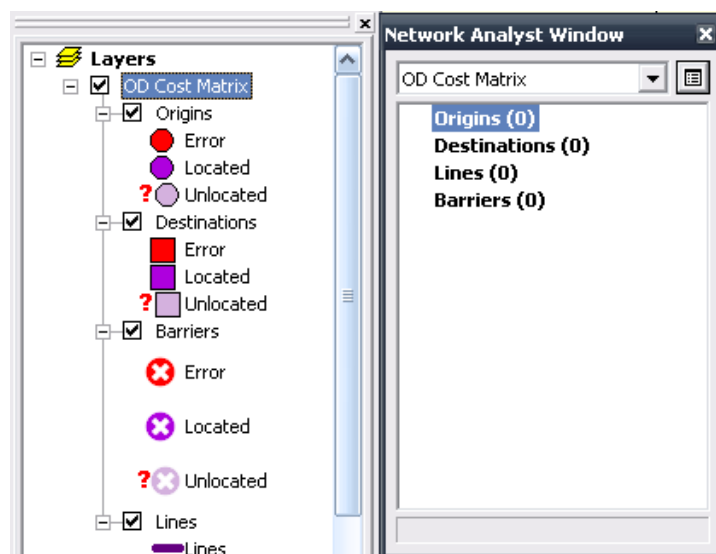 Layers
OD Cost Matrix
Origins
Error
Located
? Unlocated
Destinations
Error
Located
? Unlocated
Barriers
Error
Located
? Unlocated
Lines
Lines
Network Analyst Window
OD Cost Matrix
Origins (0)
Destinations (0)
Lines (0)
Barriers (0)